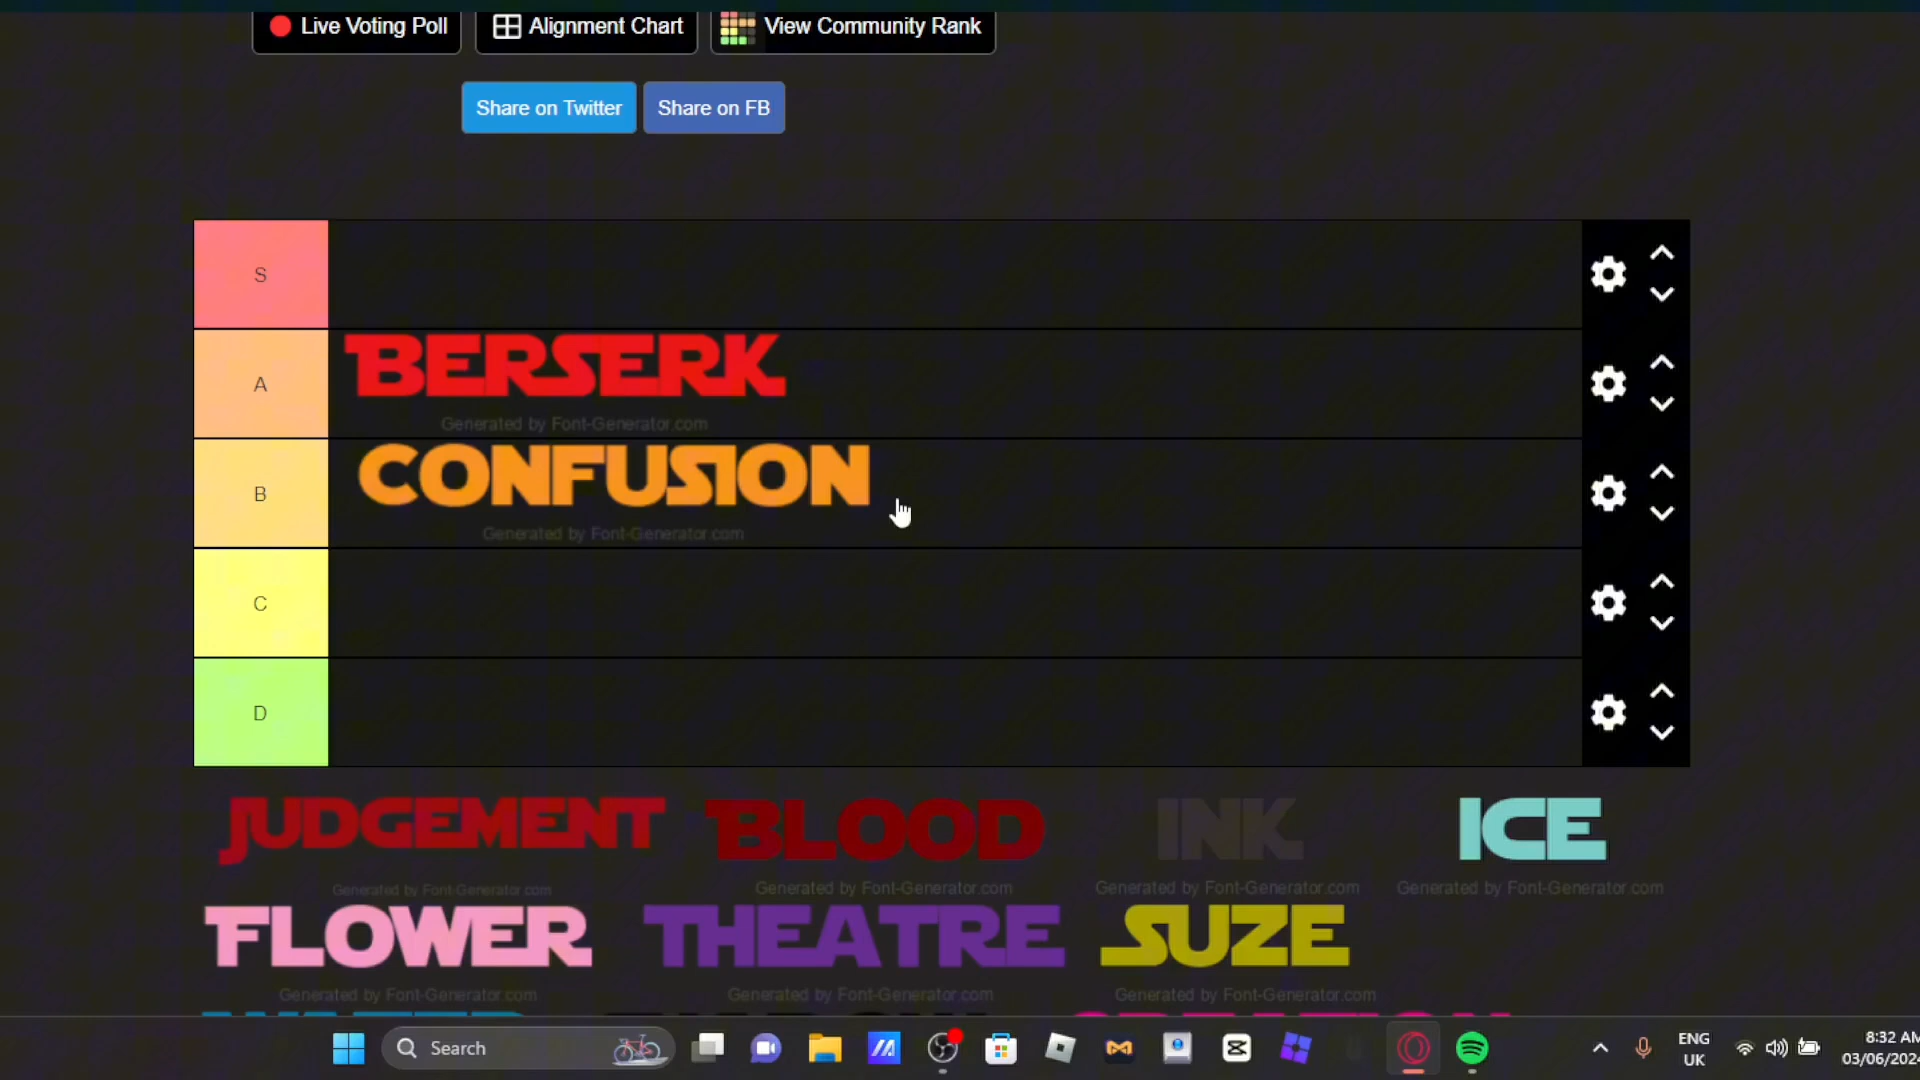 Live Voting Poll Alignment Chart View Community Rank
Share on Twitter Share on FB
S
A BERSERK
Generated by Font-Generator.com
B CONFUSION
Generated by Font-Generator.com
C
D
JUDGEMENT BLOOD INK ICE
Generated by Font-Generator.com Generated by Font-Generator.com Generated by Font-Generator.com Generated by Font-Generator.com
FLOWER THEATRE SUZE
Generated by Font-Generator.com Generated by Font-Generator.com Generated by Font-Generator.com
Search ENG 8:32 AM
UK 03/06/2024